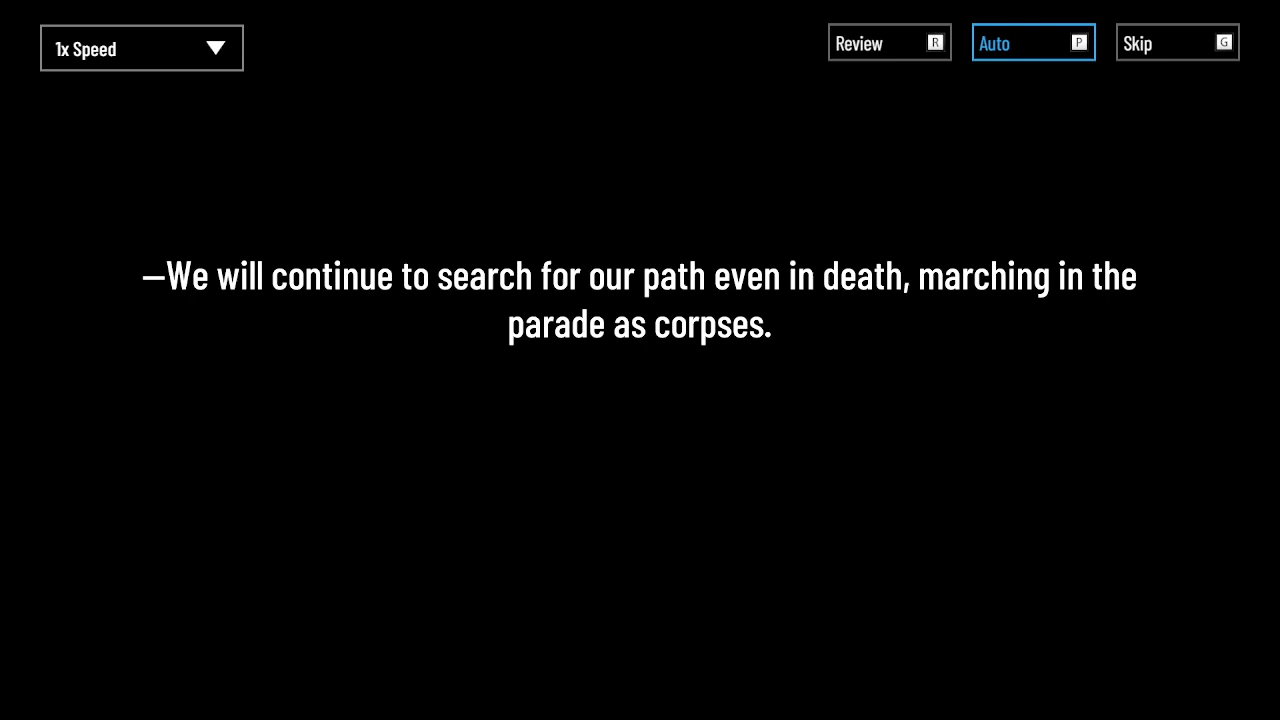 1x Speed
Review R
Auto P
Skip G
—We will continue to search for our path even in death, marching in the
parade as corpses.